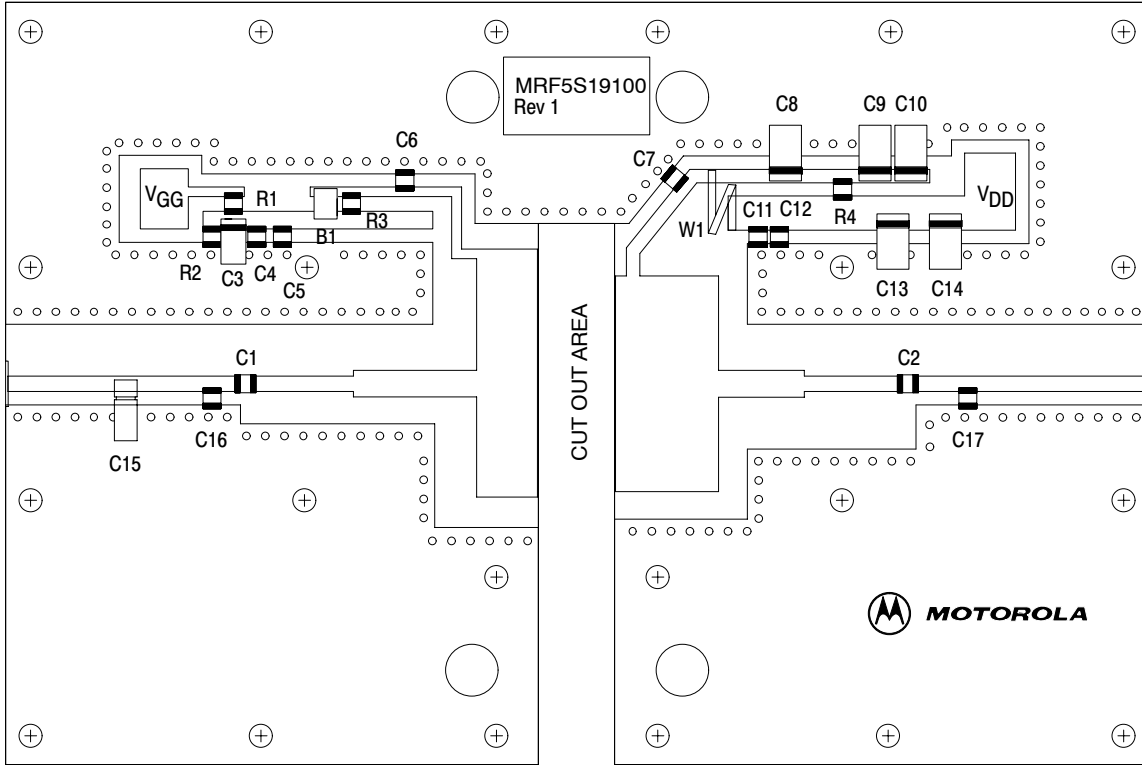 MRF5S19100
Rev 1
C8
C9
C10
C6
C7
VGG
R1
R3
B1
R2
C3
C4
C5
W1
C11
C12
R4
VDD
C13
C14
CUT OUT AREA
C1
C2
C16
C15
C17
MOTOROLA